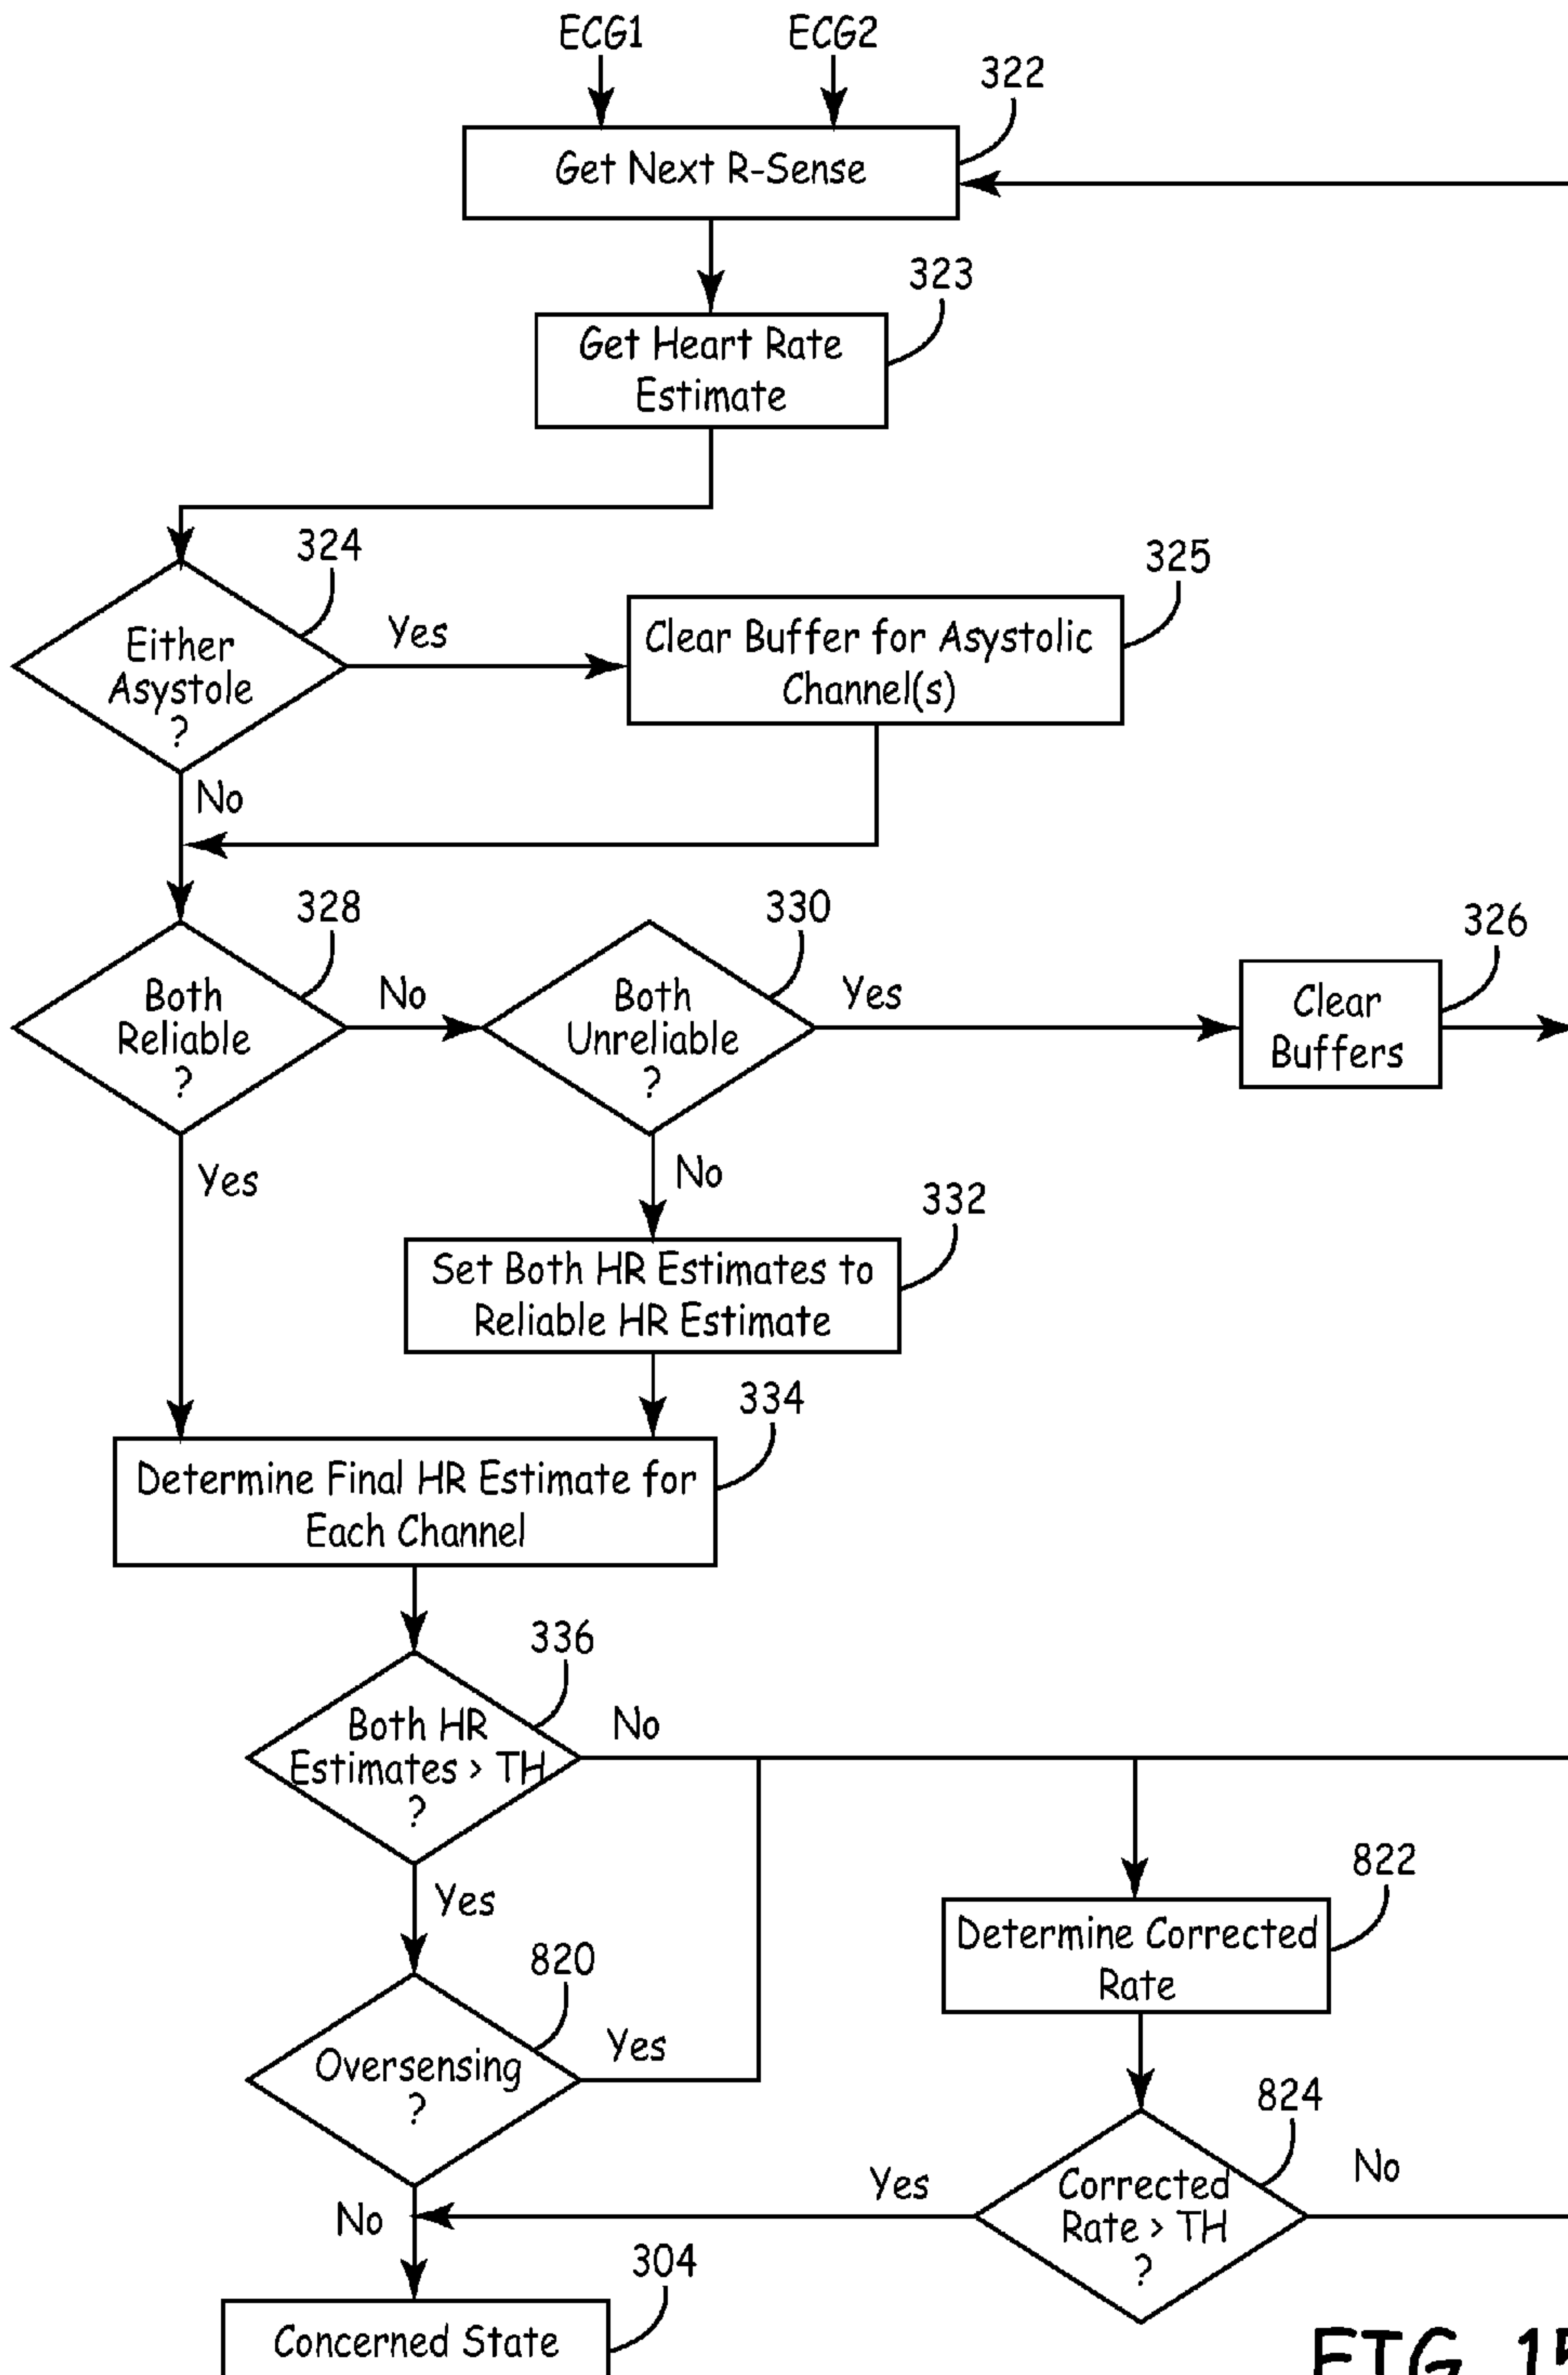 ECG1
ECG2
322
Get Next R-Sense
323
Get Heart Rate
Estimate
324
Either
Asystole
?
Yes
325
Clear Buffer for Asystolic
Channel(s)
No
328
Both
Reliable
?
No
330
Both
Unreliable
?
Yes
326
Clear
Buffers
Yes
No
332
Set Both HR Estimates to
Reliable HR Estimate
334
Determine Final HR Estimate for
Each Channel
336
Both HR
Estimates > TH
?
No
Yes
822
Determine Corrected
Rate
820
Oversensing
?
Yes
824
Corrected
Rate > TH
?
Yes
No
No
304
Concerned State
FIG. 15